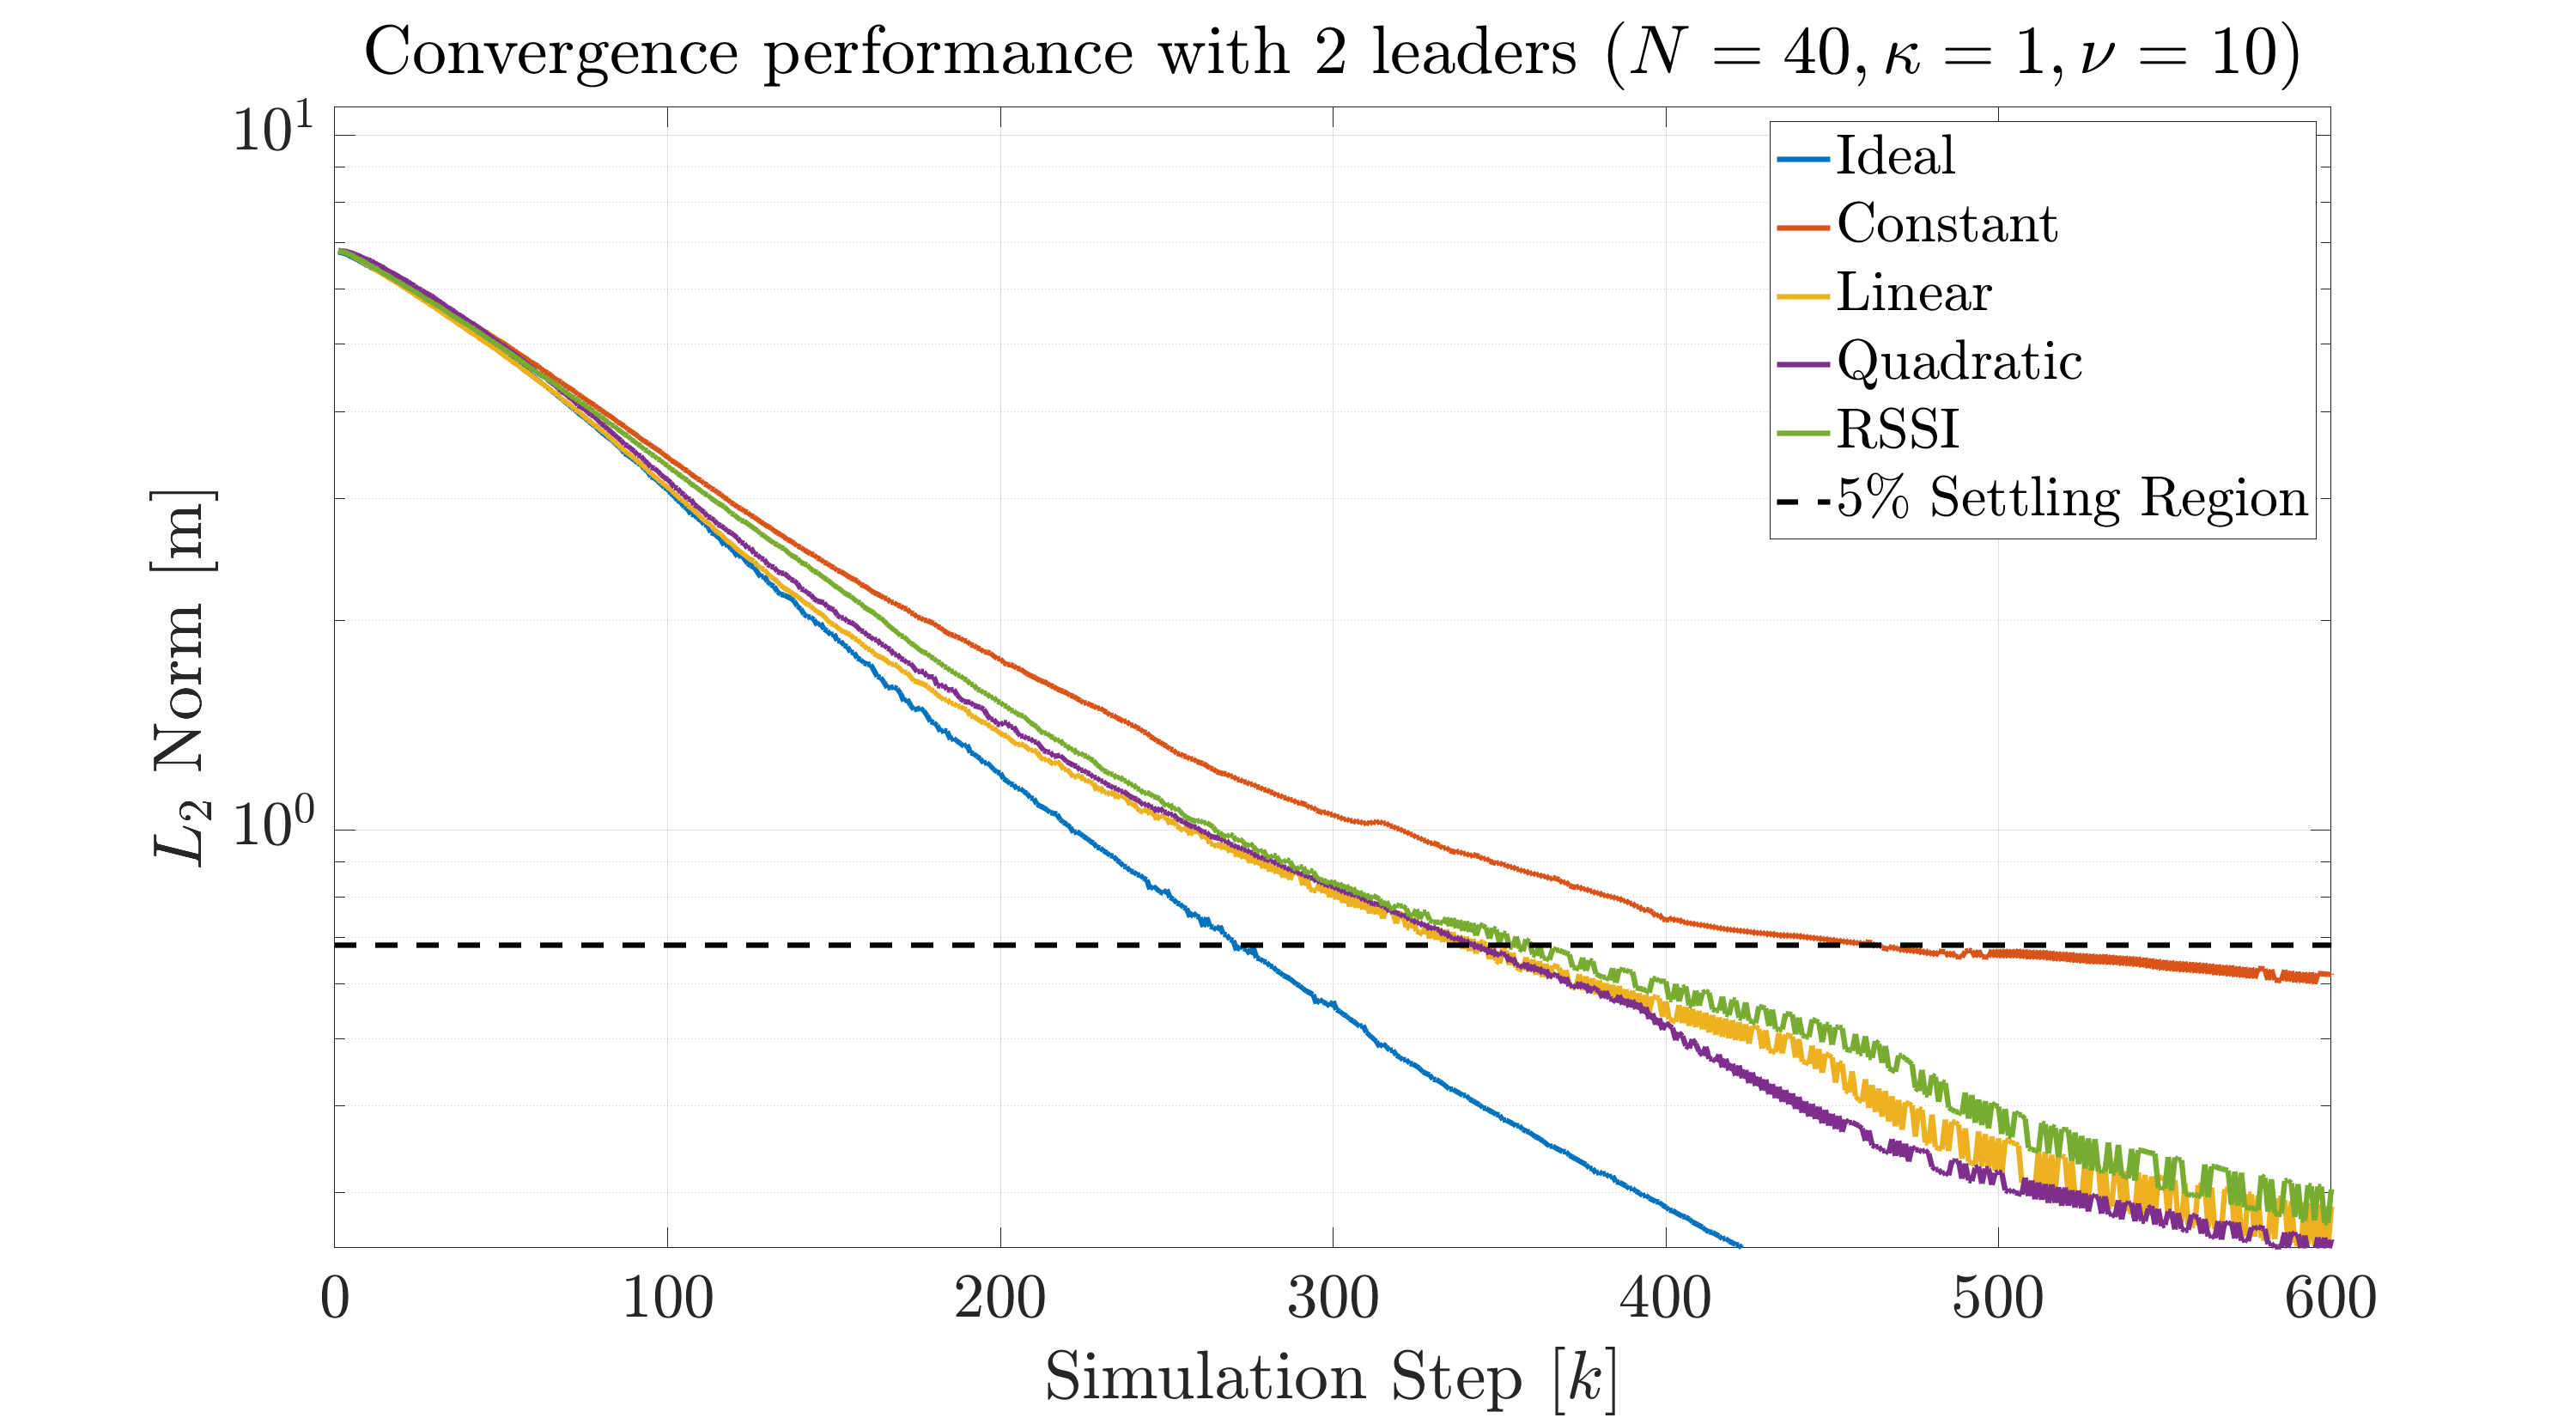 Convergence performance with 2 leaders (N = 40, κ = 1, ν = 10)
10¹
10⁰
L₂ Norm [m]
Ideal
Constant
Linear
Quadratic
RSSI
5% Settling Region
0 100 200 300 400 500 600
Simulation Step [k]